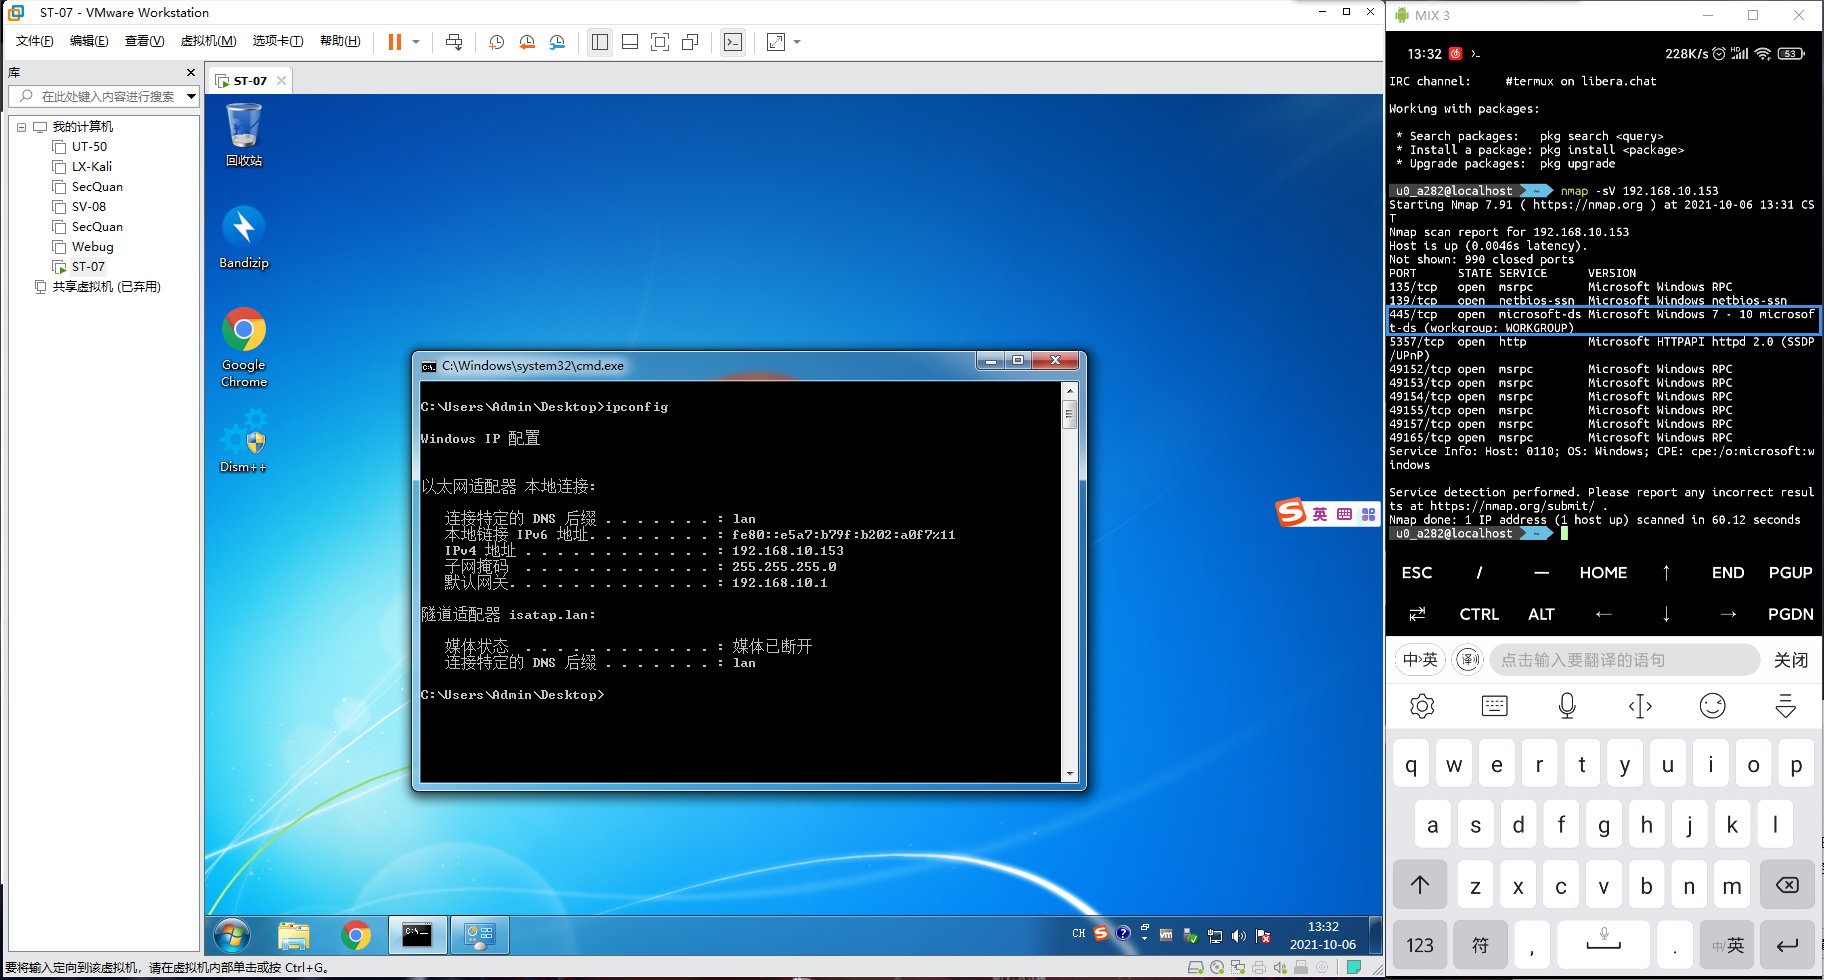 ST-07 - VMware Workstation
文件(F) 编辑(E) 查看(V) 虚拟机(M) 选项卡(T) 帮助(H)
库
在此处键入内容进行搜索
我的计算机
UT-50
LX-Kali
SecQuan
SV-08
SecQuan
Webug
ST-07
共享虚拟机 (已弃用)
ST-07
回收站
Bandizip
Google
Chrome
Dism++
C:\Windows\system32\cmd.exe
C:\Users\Admin\Desktop>ipconfig
Windows IP 配置
以太网适配器 本地连接:
连接特定的 DNS 后缀 . . . . . . . : lan
本地链接 IPv6 地址. . . . . . . . : fe80::e5a7:b79f:b202:a0f7%11
IPv4 地址 . . . . . . . . . . . . : 192.168.10.153
子网掩码 . . . . . . . . . . . . : 255.255.255.0
默认网关. . . . . . . . . . . . . : 192.168.10.1
隧道适配器 isatap.lan:
媒体状态 . . . . . . . . . . . . : 媒体已断开
连接特定的 DNS 后缀 . . . . . . . : lan
C:\Users\Admin\Desktop>
英
CH
13:32
2021-10-06
要将输入定向到该虚拟机，请在虚拟机内部单击或按 Ctrl+G。
MIX 3
13:32 228K/s HD 53
IRC channel: #termux on libera.chat
Working with packages:
* Search packages: pkg search <query>
* Install a package: pkg install <package>
* Upgrade packages: pkg upgrade
u0_a282@localhost ~ nmap -sV 192.168.10.153
Starting Nmap 7.91 ( https://nmap.org ) at 2021-10-06 13:31 CS
T
Nmap scan report for 192.168.10.153
Host is up (0.0046s latency).
Not shown: 990 closed ports
PORT STATE SERVICE VERSION
135/tcp open msrpc Microsoft Windows RPC
139/tcp open netbios-ssn Microsoft Windows netbios-ssn
445/tcp open microsoft-ds Microsoft Windows 7 - 10 microsof
t-ds (workgroup: WORKGROUP)
5357/tcp open http Microsoft HTTPAPI httpd 2.0 (SSDP
/UPnP)
49152/tcp open msrpc Microsoft Windows RPC
49153/tcp open msrpc Microsoft Windows RPC
49154/tcp open msrpc Microsoft Windows RPC
49155/tcp open msrpc Microsoft Windows RPC
49157/tcp open msrpc Microsoft Windows RPC
49165/tcp open msrpc Microsoft Windows RPC
Service Info: Host: 0110; OS: Windows; CPE: cpe:/o:microsoft:w
indows
Service detection performed. Please report any incorrect resul
ts at https://nmap.org/submit/ .
Nmap done: 1 IP address (1 host up) scanned in 60.12 seconds
u0_a282@localhost ~
ESC / — HOME ↑ END PGUP
⇄ CTRL ALT ← ↓ → PGDN
中›英 译 点击输入要翻译的语句 关闭
q w e r t y u i o p
a s d f g h j k l
z x c v b n m
123 符 , . 中/英